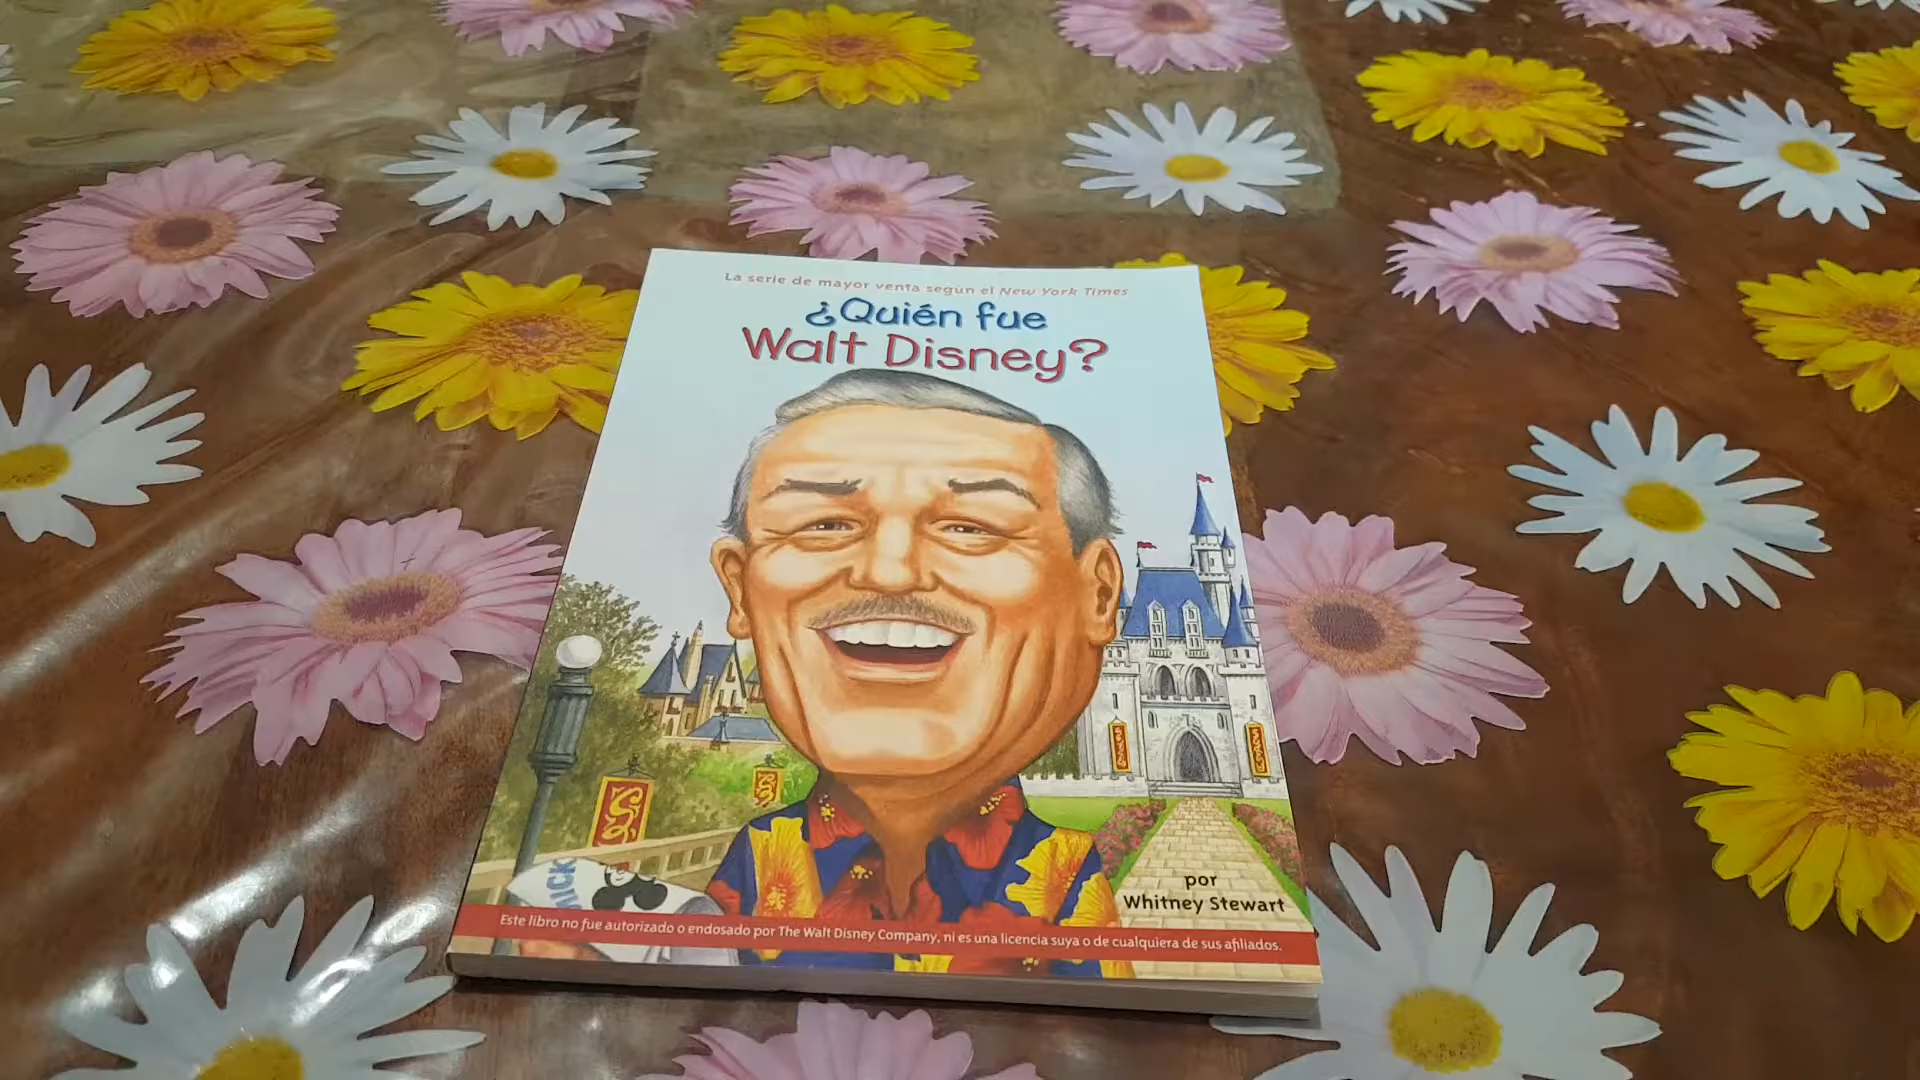 La serie de mayor venta según el New York Times
¿Quién fue
Walt Disney?
por
Whitney Stewart
Este libro no fue autorizado o endosado por The Walt Disney Company, ni es una licencia suya o de cualquiera de sus afiliados.